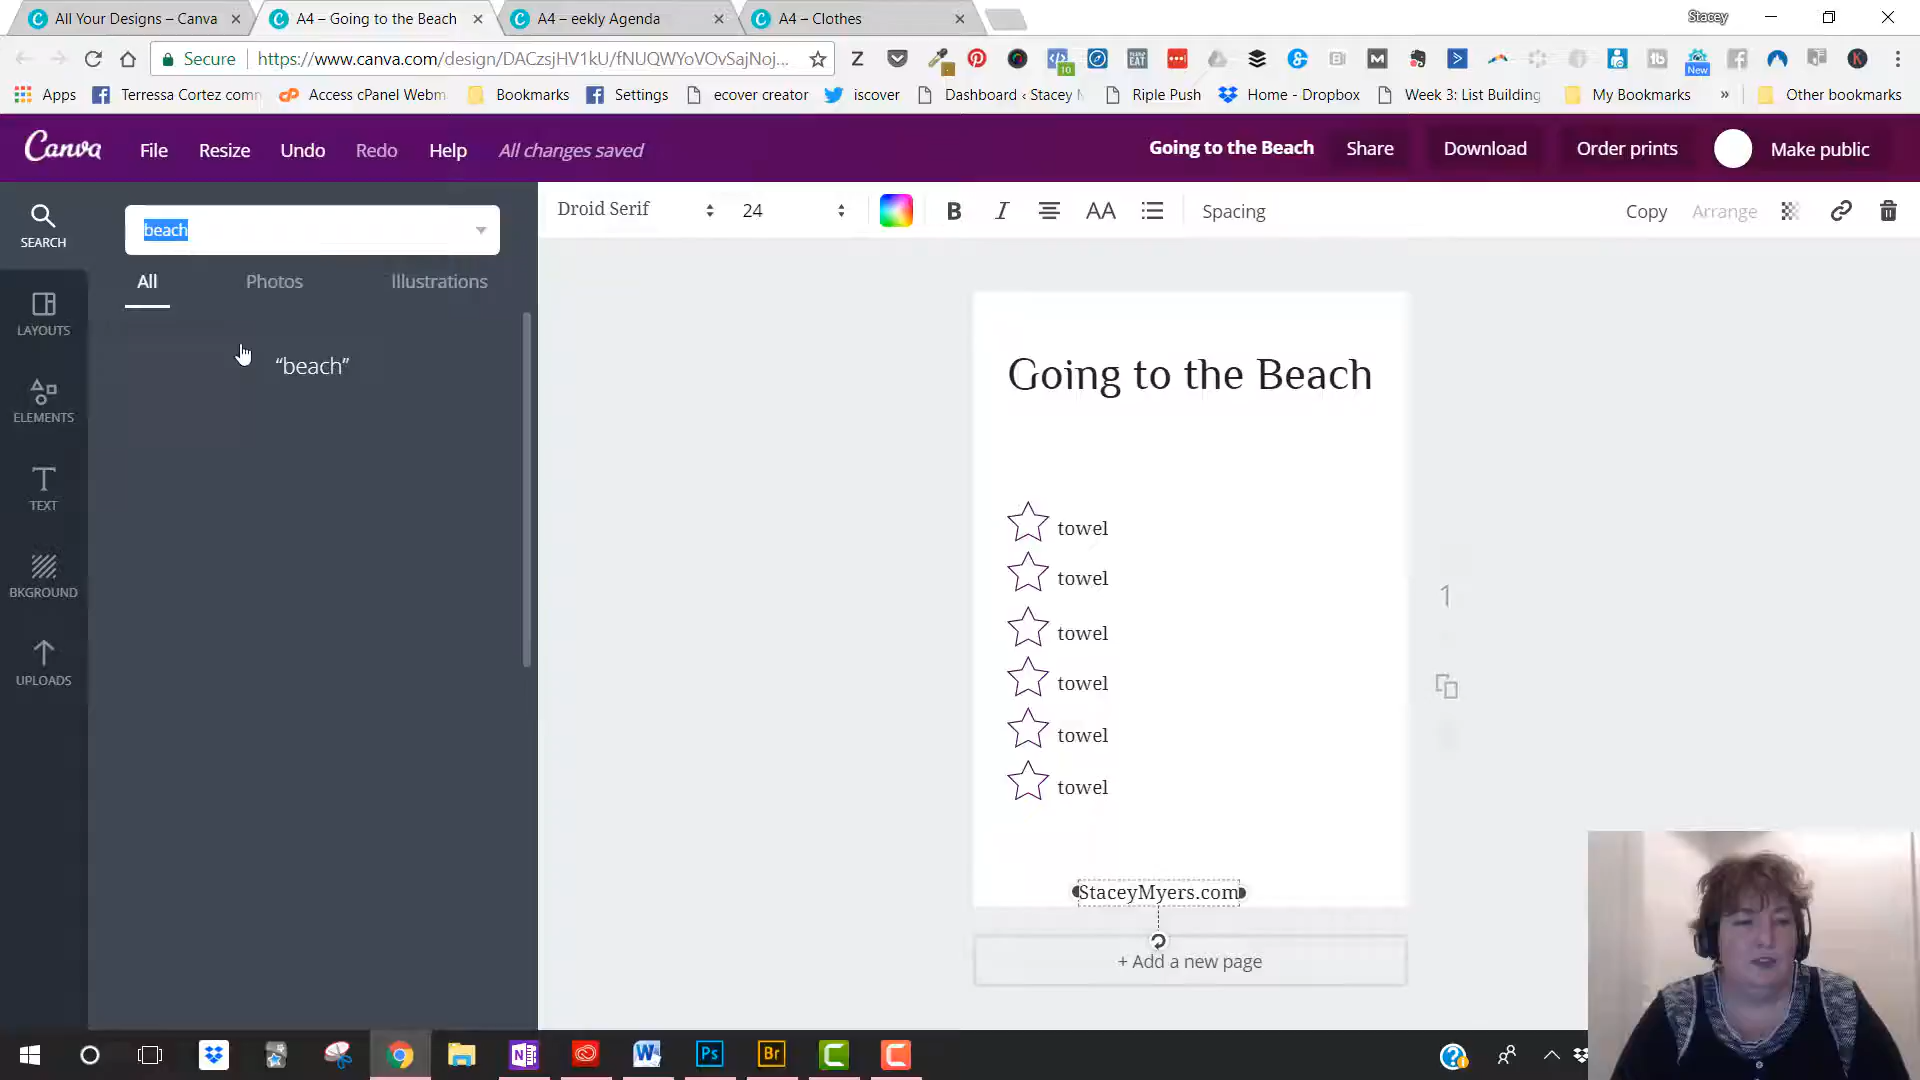 All Your Designs – Canva
A4 – Going to the Beach
A4 – eekly Agenda
A4 – Clothes
Stacey
Secure
https://www.canva.com/design/DACzsjHV1kU/fNUQWYoVOvSajNoj...
10
New
Apps
Terressa Cortez comn
Access cPanel Webm
Bookmarks
Settings
ecover creator
iscover
Dashboard ‹ Stacey M
Riple Push
Home - Dropbox
Week 3: List Building
My Bookmarks
»
Other bookmarks
Canva
File
Resize
Undo
Redo
Help
All changes saved
Going to the Beach
Share
Download
Order prints
Make public
SEARCH
beach
Droid Serif
24
B
I
AA
Spacing
Copy
Arrange
All
Photos
Illustrations
LAYOUTS
“beach”
ELEMENTS
TEXT
BKGROUND
UPLOADS
Going to the Beach
towel
towel
towel
towel
towel
towel
1
StaceyMyers.com
+ Add a new page
Ps
Br